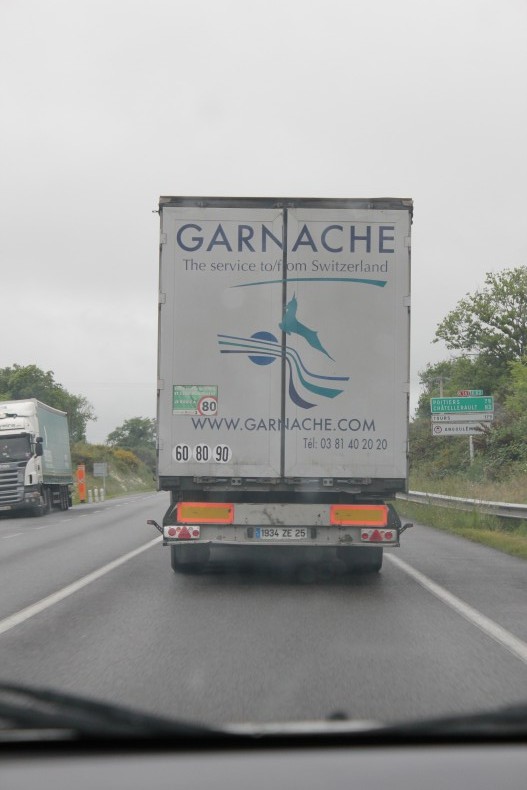 GARNACHE
The service to/from Switzerland
80
WWW.GARNACHE.COM
60 80 90
Tél: 03 81 40 20 20
1934 ZE 25
POITIERS
CHÂTELLERAULT
TOURS
ANGOULÊME